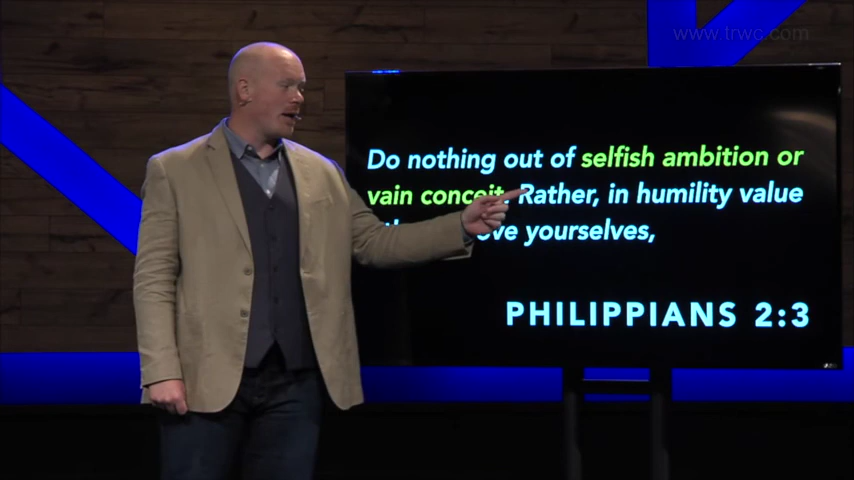 www.trwc.com
Do nothing out of selfish ambition or
vain conceit. Rather, in humility value
yourselves,
PHILIPPIANS 2:3